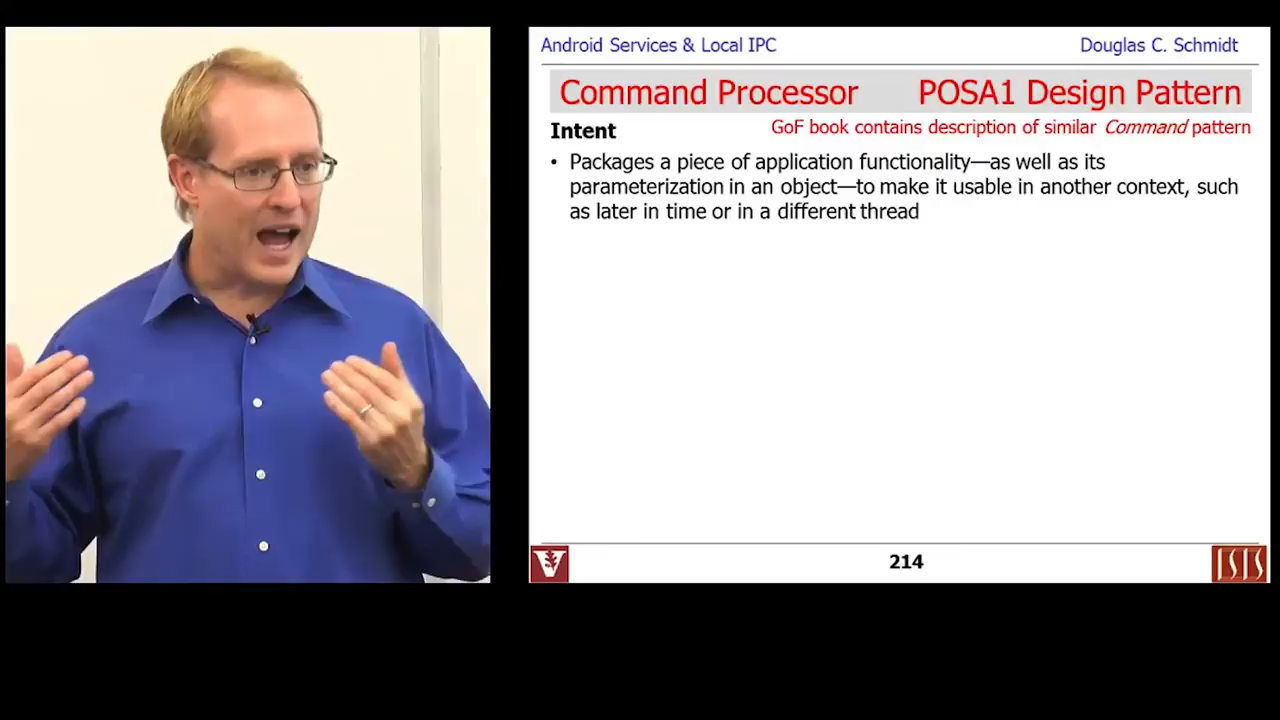 Android Services & Local IPC
Douglas C. Schmidt
Command Processor POSA1 Design Pattern
Intent
GoF book contains description of similar Command pattern
• Packages a piece of application functionality—as well as its
parameterization in an object—to make it usable in another context, such
as later in time or in a different thread
V
214
ISIS